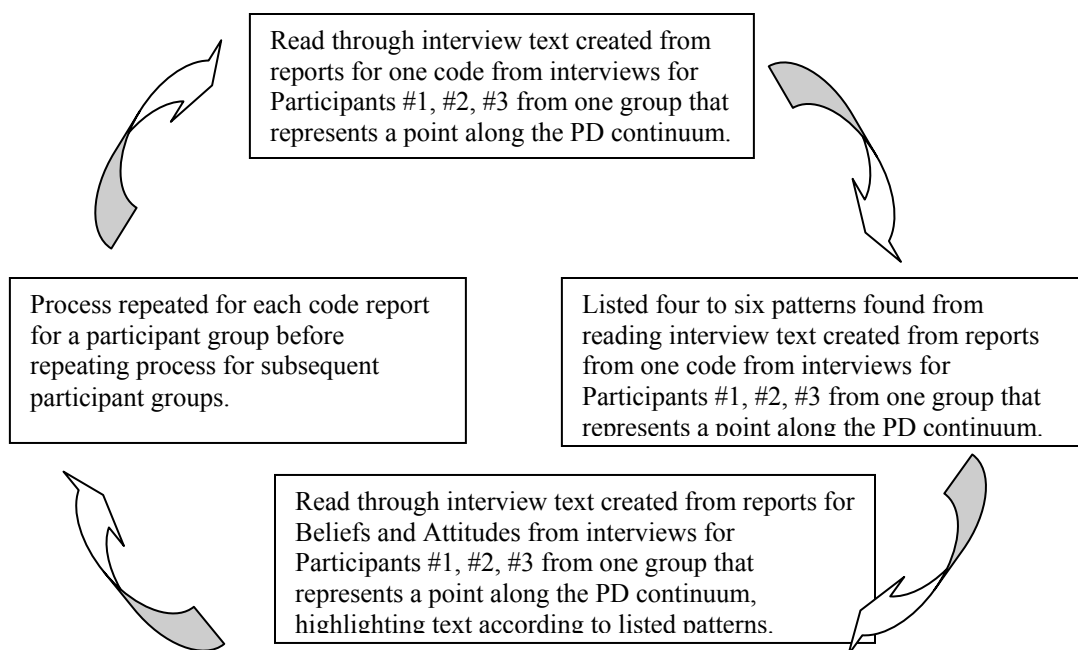 Read through interview text created from
reports for one code from interviews for
Participants #1, #2, #3 from one group that
represents a point along the PD continuum.
Process repeated for each code report
for a participant group before
repeating process for subsequent
participant groups.
Listed four to six patterns found from
reading interview text created from reports
from one code from interviews for
Participants #1, #2, #3 from one group that
represents a point along the PD continuum.
Read through interview text created from reports for
Beliefs and Attitudes from interviews for
Participants #1, #2, #3 from one group that
represents a point along the PD continuum,
highlighting text according to listed patterns.